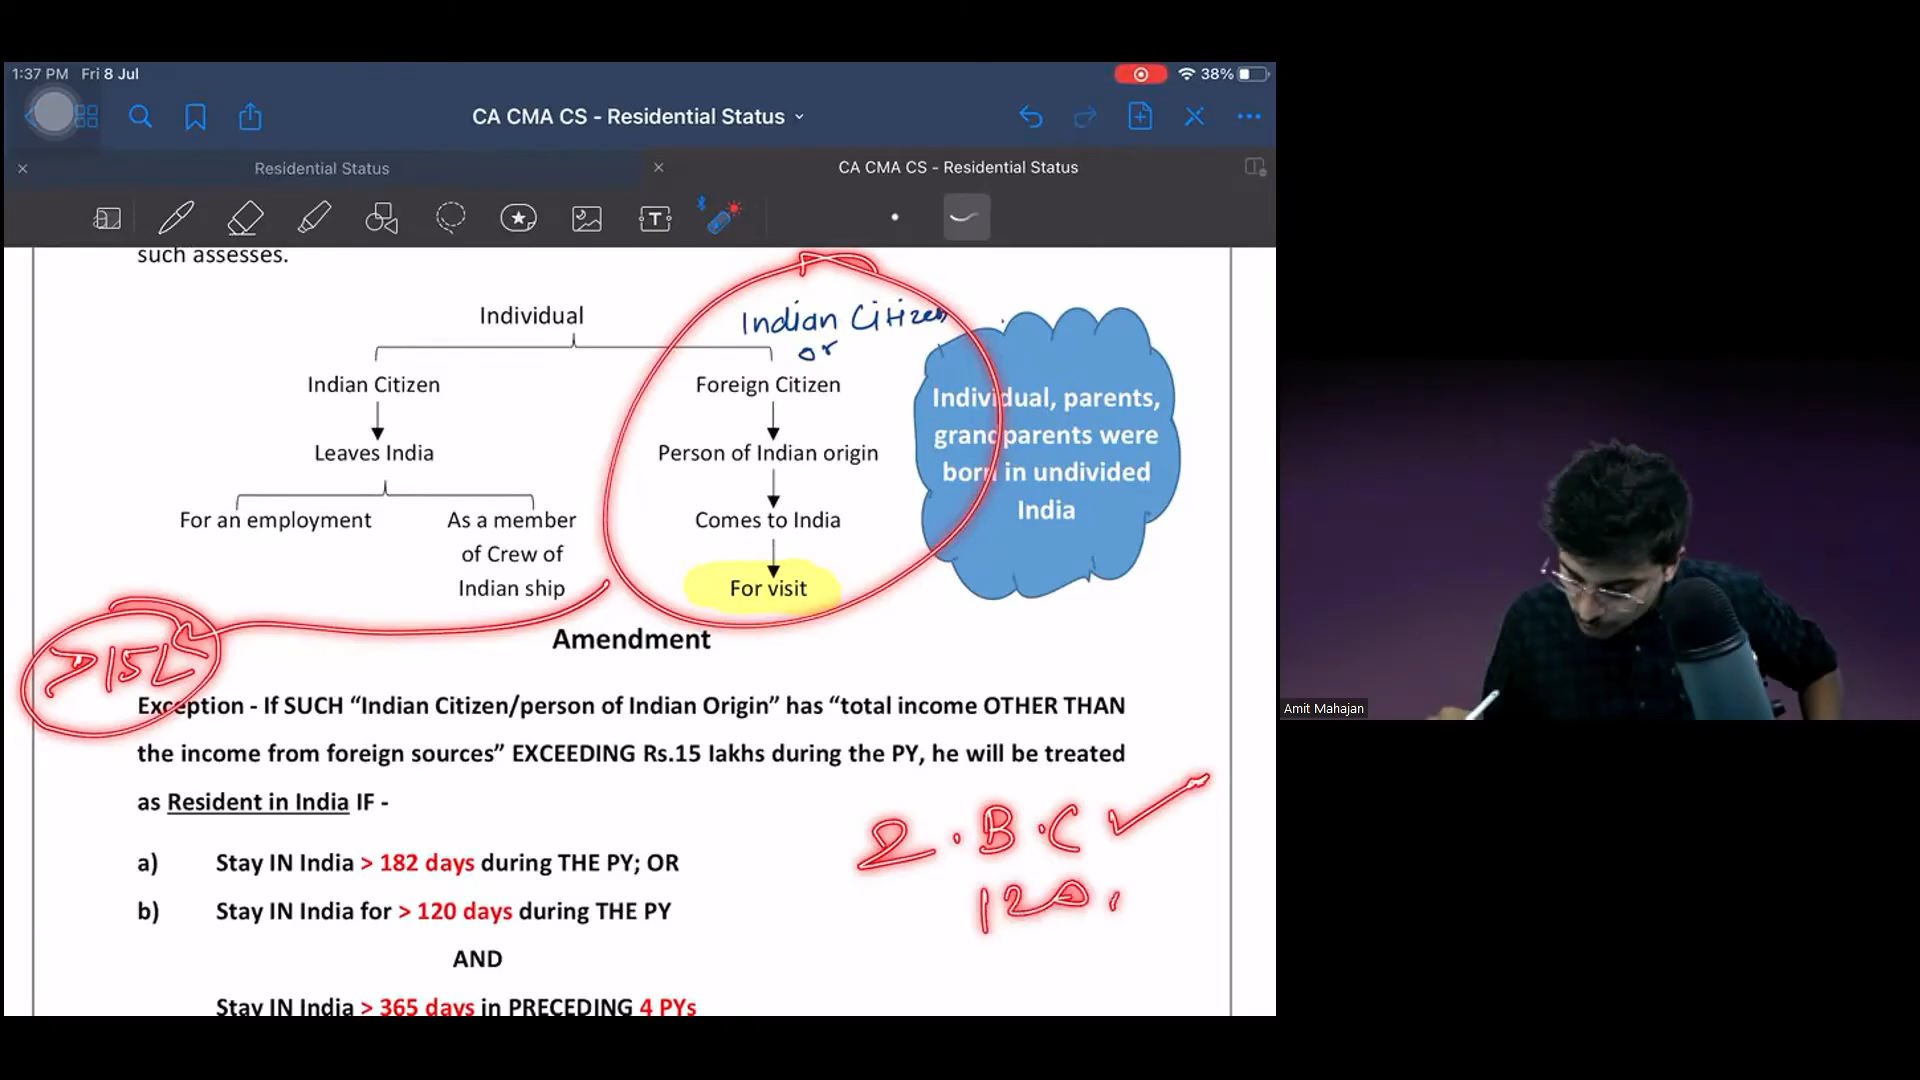 1:37 PM Fri 8 Jul
38%
CA CMA CS - Residential Status
Residential Status
CA CMA CS - Residential Status
such assesses.
Individual
Indian Citizen
or
Indian Citizen
Foreign Citizen
Leaves India
Person of Indian origin
For an employment
As a member
of Crew of
Indian ship
Comes to India
For visit
Individual, parents,
grandparents were
born in undivided
India
>15L
Amendment
Exception - If SUCH “Indian Citizen/person of Indian Origin” has “total income OTHER THAN
the income from foreign sources” EXCEEDING Rs.15 lakhs during the PY, he will be treated
as Resident in India IF -
2. B.C
120,
a) Stay IN India > 182 days during THE PY; OR
b) Stay IN India for > 120 days during THE PY
AND
Stay IN India > 365 days in PRECEDING 4 PYs
Amit Mahajan